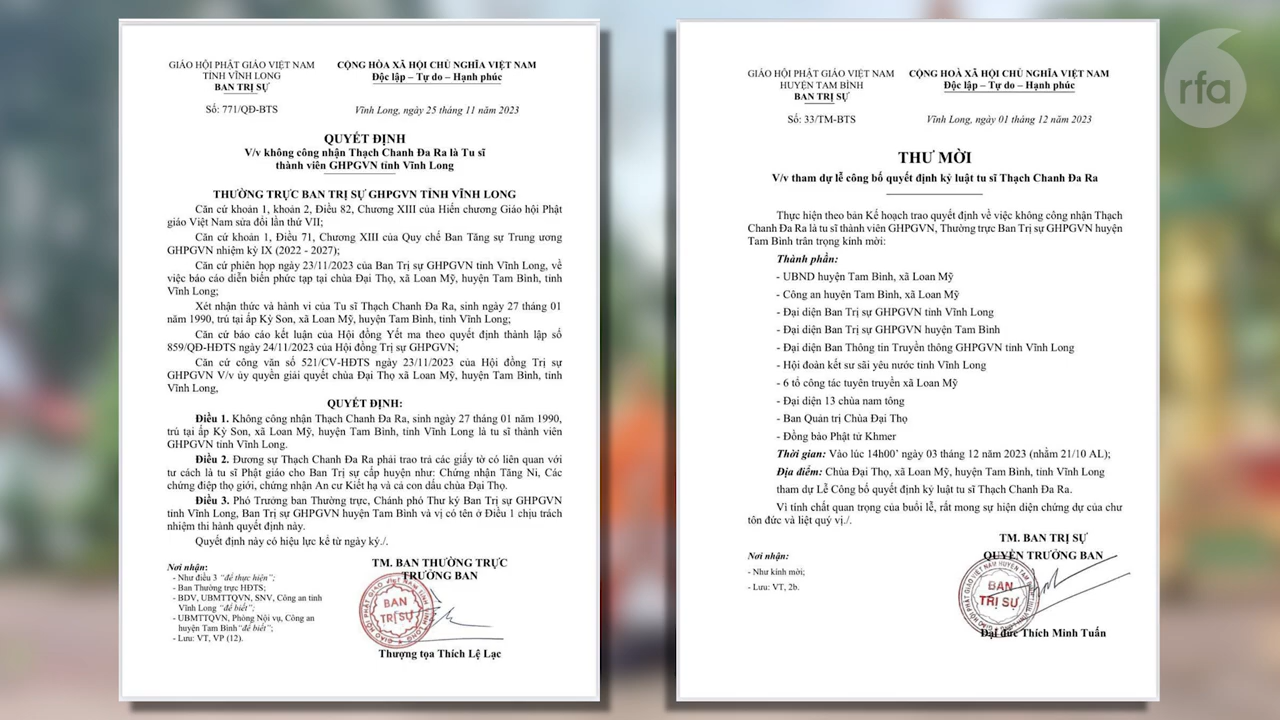 GIÁO HỘI PHẬT GIÁO VIỆT NAM
TỈNH VĨNH LONG
BAN TRỊ SỰ
Số: 771/QĐ-BTS
CỘNG HÒA XÃ HỘI CHỦ NGHĨA VIỆT NAM
Độc lập – Tự do – Hạnh phúc
Vĩnh Long, ngày 25 tháng 11 năm 2023
QUYẾT ĐỊNH
V/v không công nhận Thạch Chanh Đa Ra là Tu sĩ
thành viên GHPGVN tỉnh Vĩnh Long
THƯỜNG TRỰC BAN TRỊ SỰ GHPGVN TỈNH VĨNH LONG
Căn cứ khoản 1, khoản 2, Điều 82, Chương XIII của Hiến chương Giáo hội Phật
giáo Việt Nam sửa đổi lần thứ VII;
Căn cứ khoản 1, Điều 71, Chương XIII của Quy chế Ban Tăng sự Trung ương
GHPGVN nhiệm kỳ IX (2022 - 2027);
Căn cứ phiên họp ngày 23/11/2023 của Ban Trị sự GHPGVN tỉnh Vĩnh Long, về
việc báo cáo diễn biến phức tạp tại chùa Đại Thọ, xã Loan Mỹ, huyện Tam Bình, tỉnh
Vĩnh Long;
Xét nhận thức và hành vi của Tu sĩ Thạch Chanh Đa Ra, sinh ngày 27 tháng 01
năm 1990, trú tại ấp Kỳ Son, xã Loan Mỹ, huyện Tam Bình, tỉnh Vĩnh Long;
Căn cứ báo cáo kết luận của Hội đồng Yết ma theo quyết định thành lập số
859/QĐ-HĐTS ngày 24/11/2023 của Hội đồng Trị sự GHPGVN;
Căn cứ công văn số 521/CV-HĐTS ngày 23/11/2023 của Hội đồng Trị sự
GHPGVN V/v ủy quyền giải quyết chùa Đại Thọ xã Loan Mỹ, huyện Tam Bình, tỉnh
Vĩnh Long,
QUYẾT ĐỊNH:
Điều 1. Không công nhận Thạch Chanh Đa Ra, sinh ngày 27 tháng 01 năm 1990,
trú tại ấp Kỳ Son, xã Loan Mỹ, huyện Tam Bình, tỉnh Vĩnh Long là tu sĩ thành viên
GHPGVN tỉnh Vĩnh Long.
Điều 2. Đương sự Thạch Chanh Đa Ra phải trao trả các giấy tờ có liên quan với
tư cách là tu sĩ Phật giáo cho Ban Trị sự cấp huyện như: Chứng nhận Tăng Ni, Các
chứng điệp thọ giới, chứng nhận An cư Kiết hạ và cả con dấu chùa Đại Thọ.
Điều 3. Phó Trưởng ban Thường trực, Chánh phó Thư ký Ban Trị sự GHPGVN
tỉnh Vĩnh Long, Ban Trị sự GHPGVN huyện Tam Bình và vị có tên ở Điều 1 chịu trách
nhiệm thi hành quyết định này.
Quyết định này có hiệu lực kể từ ngày ký./.
Nơi nhận:
- Như điều 3 “để thực hiện”;
- Ban Thường trực HĐTS;
- BDV, UBMTTQVN, SNV, Công an tỉnh
Vĩnh Long “để biết”;
- UBMTTQVN, Phòng Nội vụ, Công an
huyện Tam Bình“để biết”;
- Lưu: VT, VP (12).
TM. BAN THƯỜNG TRỰC
TRƯỞNG BAN
BAN
TRỊ SỰ
Thượng tọa Thích Lệ Lạc
GIÁO HỘI PHẬT GIÁO VIỆT NAM
HUYỆN TAM BÌNH
BAN TRỊ SỰ
Số: 33/TM-BTS
CỘNG HOÀ XÃ HỘI CHỦ NGHĨA VIỆT NAM
Độc lập – Tự do – Hạnh phúc
Vĩnh Long, ngày 01 tháng 12 năm 2023
THƯ MỜI
V/v tham dự lễ công bố quyết định kỷ luật tu sĩ Thạch Chanh Đa Ra
Thực hiện theo bản Kế hoạch trao quyết định về việc không công nhận Thạch
Chanh Đa Ra là tu sĩ thành viên GHPGVN, Thường trực Ban Trị sự GHPGVN huyện
Tam Bình trân trọng kính mời:
Thành phần:
- UBND huyện Tam Bình, xã Loan Mỹ
- Công an huyện Tam Bình, xã Loan Mỹ
- Đại diện Ban Trị sự GHPGVN tỉnh Vĩnh Long
- Đại diện Ban Trị sự GHPGVN huyện Tam Bình
- Đại diện Ban Thông tin Truyền thông GHPGVN tỉnh Vĩnh Long
- Hội đoàn kết sư sãi yêu nước tỉnh Vĩnh Long
- 6 tổ công tác tuyên truyền xã Loan Mỹ
- Đại diện 13 chùa nam tông
- Ban Quản trị Chùa Đại Thọ
- Đồng bào Phật tử Khmer
Thời gian: Vào lúc 14h00’ ngày 03 tháng 12 năm 2023 (nhằm 21/10 AL);
Địa điểm: Chùa Đại Thọ, xã Loan Mỹ, huyện Tam Bình, tỉnh Vĩnh Long
tham dự Lễ Công bố quyết định kỷ luật tu sĩ Thạch Chanh Đa Ra.
Vì tính chất quan trọng của buổi lễ, rất mong sự hiện diện chứng dự của chư
tôn đức và liệt quý vị./.
Nơi nhận:
- Như kính mời;
- Lưu: VT, 2b.
TM. BAN TRỊ SỰ
QUYỀN TRƯỞNG BAN
BAN
TRỊ SỰ
Đại đức Thích Minh Tuấn
rfa